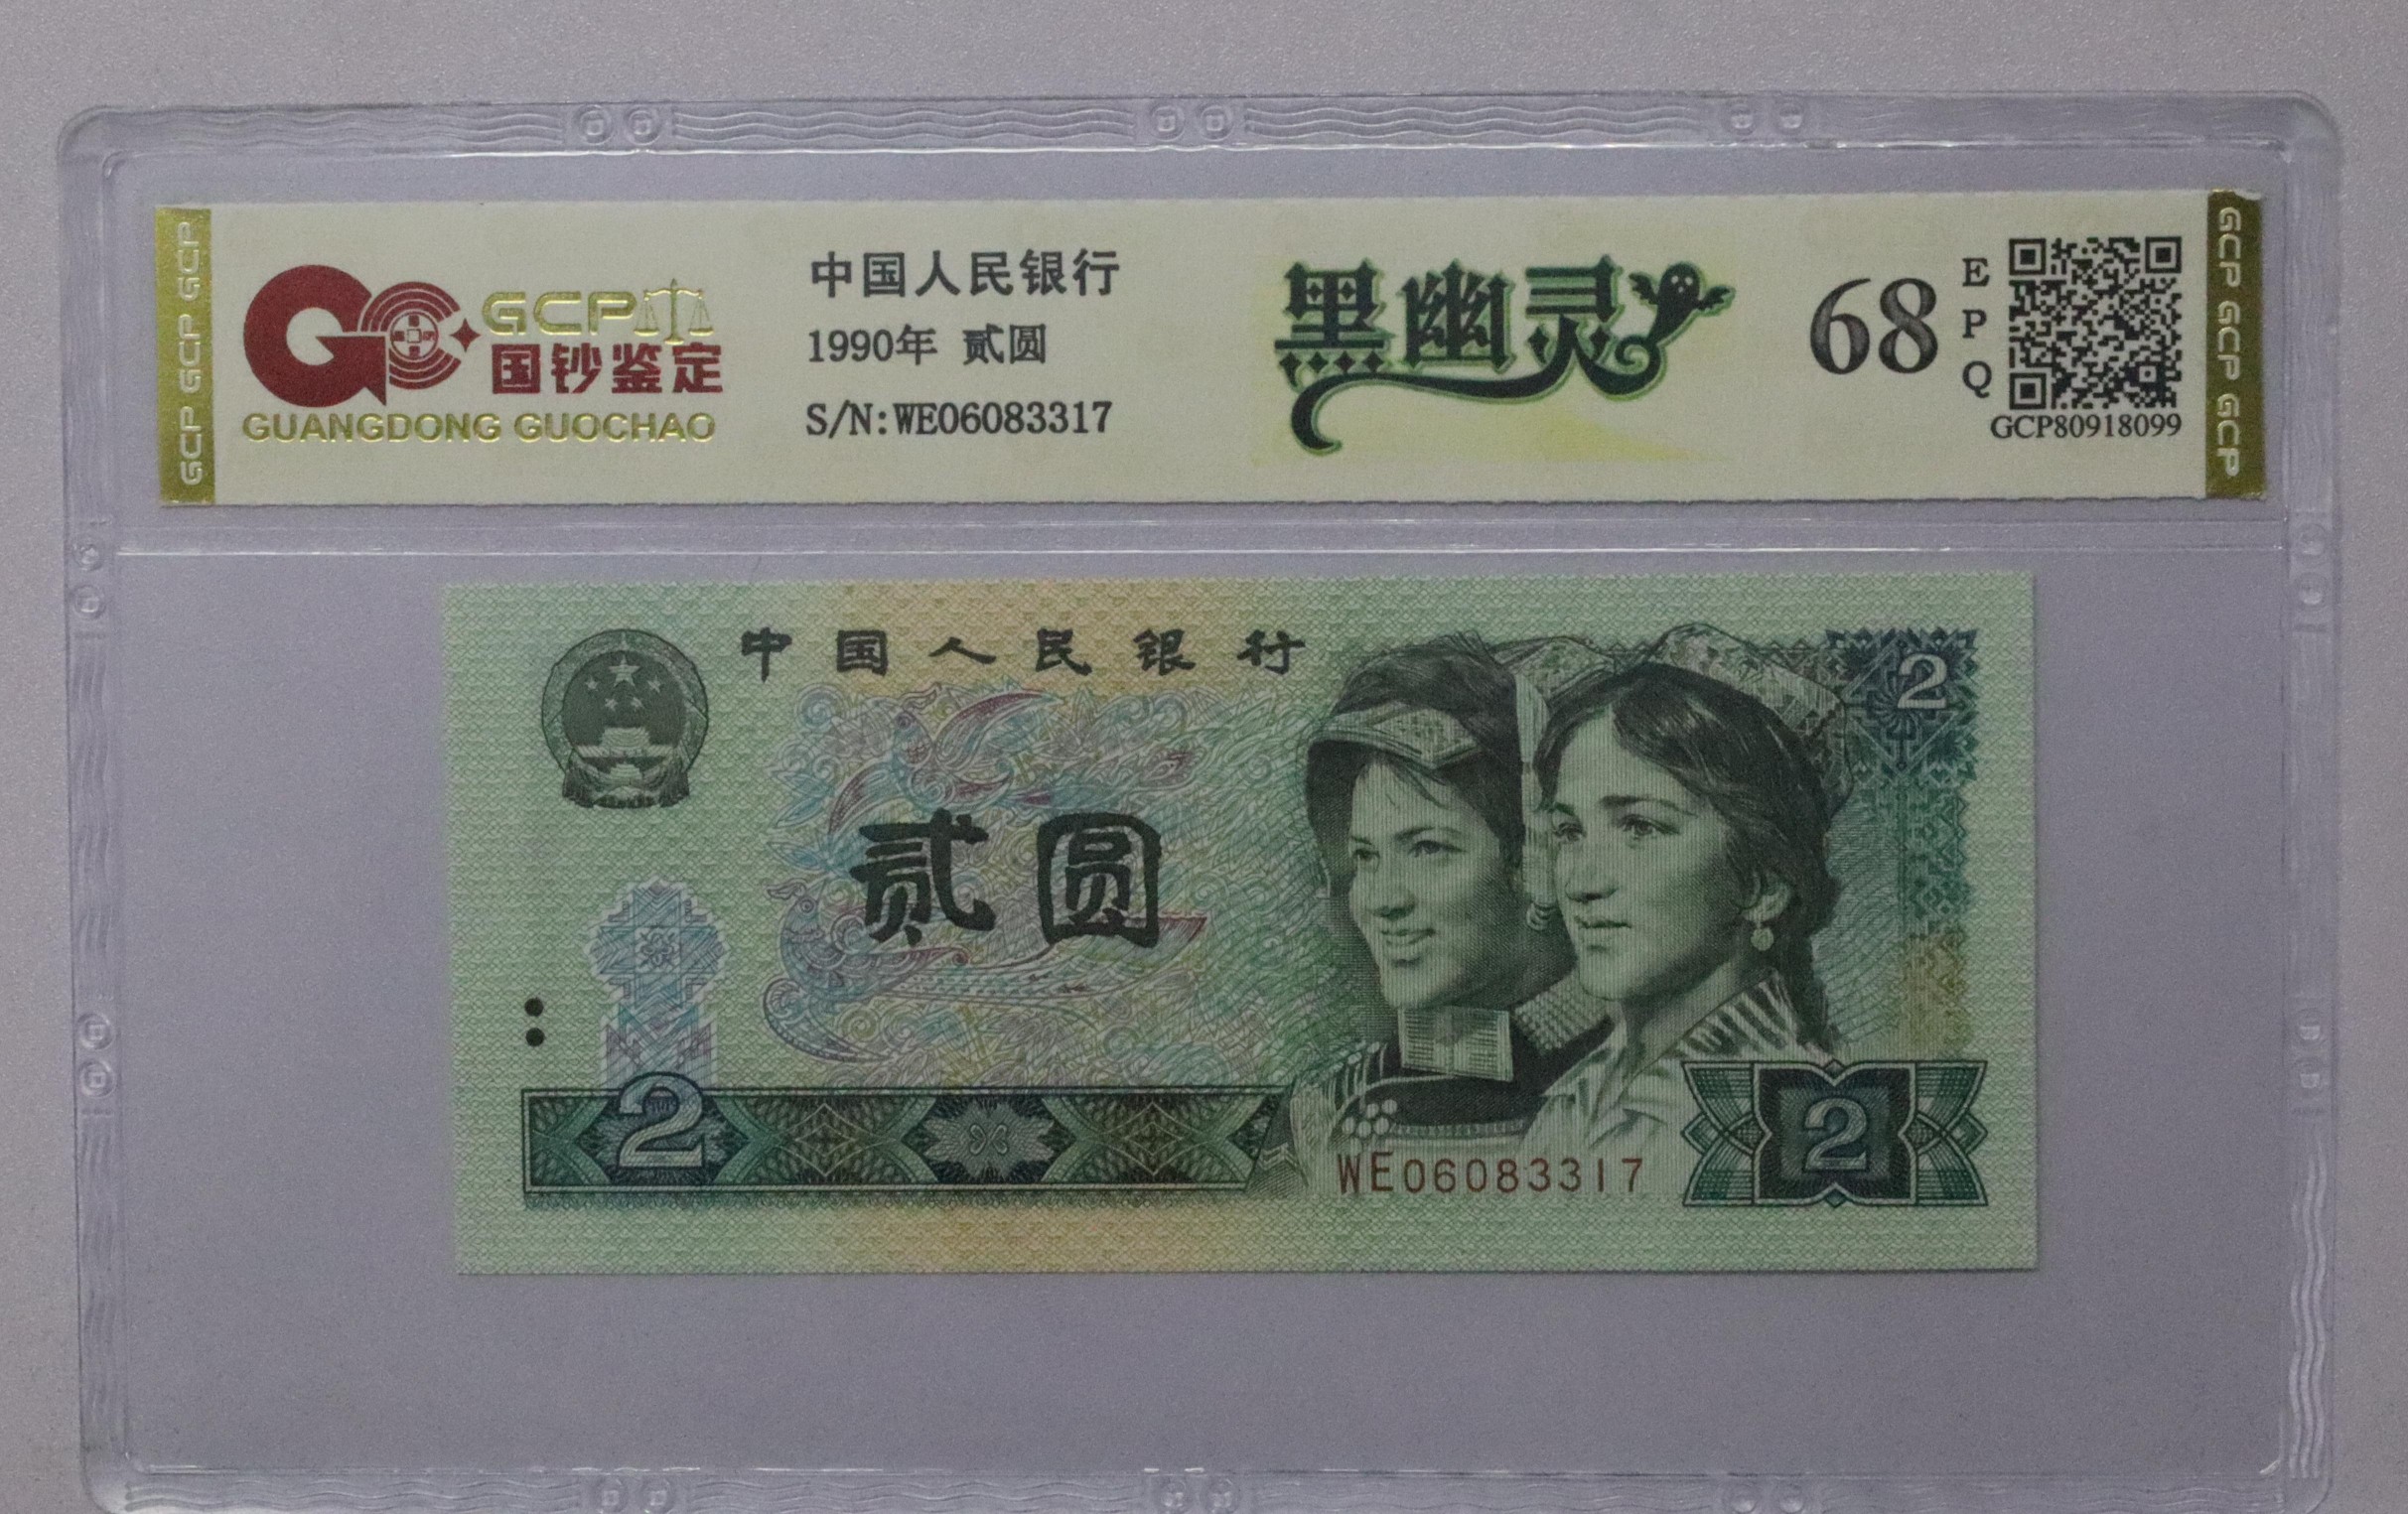 GCP GCP GCP
GCP
国钞鉴定
GUANGDONG GUOCHAO
中国人民银行
1990年 贰圆
S/N:WE06083317
黑幽灵
68
EPQ
GCP80918099
GCP GCP GCP
中国人民银行
2
贰圆
2
WE06083317
2